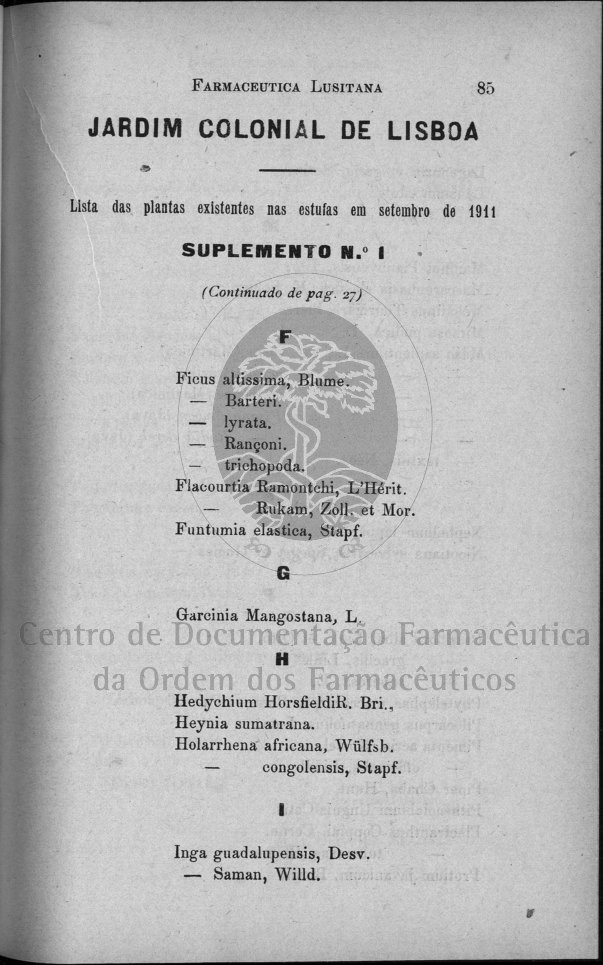 FARMACEUTICA LUSITANA 85
JARDIM COLONIAL DE LISBOA
Lista das plantas existentes nas estufas em setembro de 1911
SUPLEMENTO N.º I
(Continuado de pag. 27)
F
Ficus altissima, Blume.
— Barteri.
— lyrata.
— Rançoni.
— trichopoda.
Flacourtia Ramontchi, L'Hérit.
— Rukam, Zoll. et Mor.
Funtumia elastica, Stapf.
G
Garcinia Mangostana, L.
Centro de Documentação Farmacêutica
da Ordem dos Farmacêuticos
H
Hedychium HorsfieldiR. Bri.,
Heynia sumatrana.
Holarrhena africana, Wülfsb.
— congolensis, Stapf.
I
Inga guadalupensis, Desv.
— Saman, Willd.